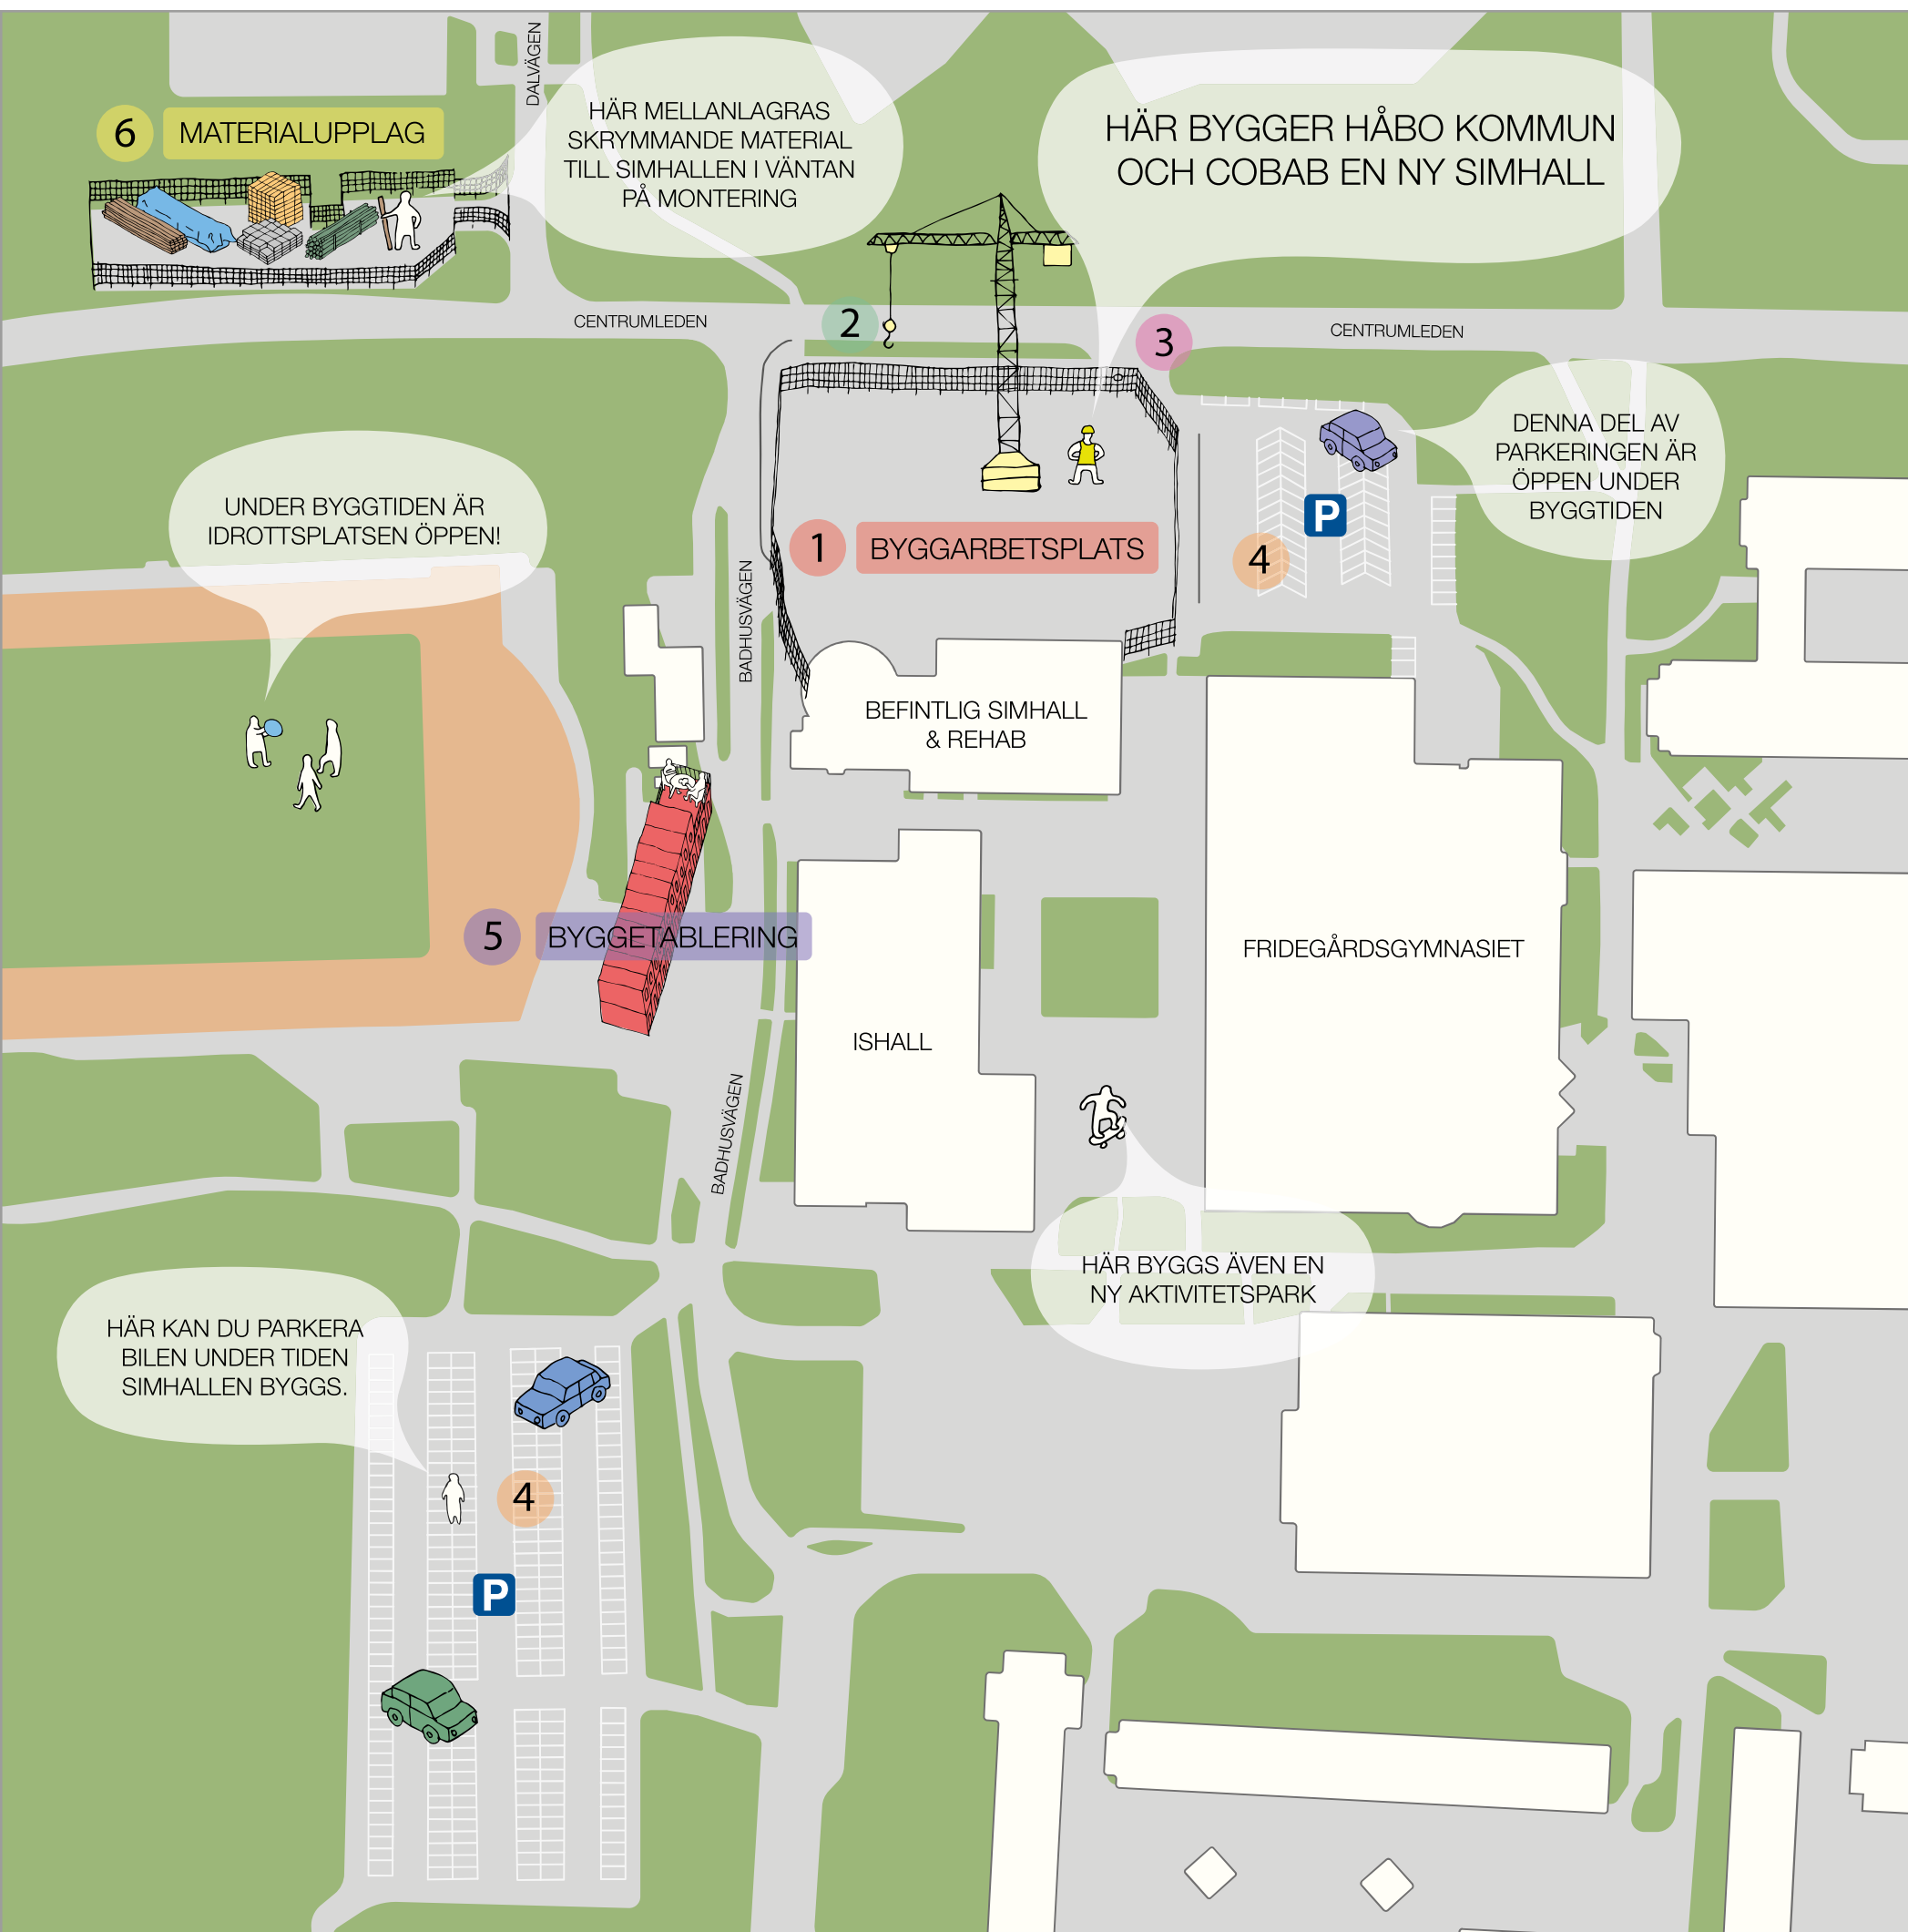 DALVÄGEN
6
MATERIALUPPLAG
HÄR MELLANLAGRAS
SKRYMMANDE MATERIAL
TILL SIMHALLEN I VÄNTAN
PÅ MONTERING
HÄR BYGGER HÅBO KOMMUN
OCH COBAB EN NY SIMHALL
CENTRUMLEDEN
2
3
CENTRUMLEDEN
DENNA DEL AV
PARKERINGEN ÄR
ÖPPEN UNDER
BYGGTIDEN
UNDER BYGGTIDEN ÄR
IDROTTSPLATSEN ÖPPEN!
P
1
BYGGARBETSPLATS
4
BADHUSVÄGEN
BEFINTLIG SIMHALL
& REHAB
5
BYGGETABLERING
FRIDEGÅRDSGYMNASIET
ISHALL
BADHUSVÄGEN
HÄR BYGGS ÄVEN EN
NY AKTIVITETSPARK
HÄR KAN DU PARKERA
BILEN UNDER TIDEN
SIMHALLEN BYGGS.
4
P